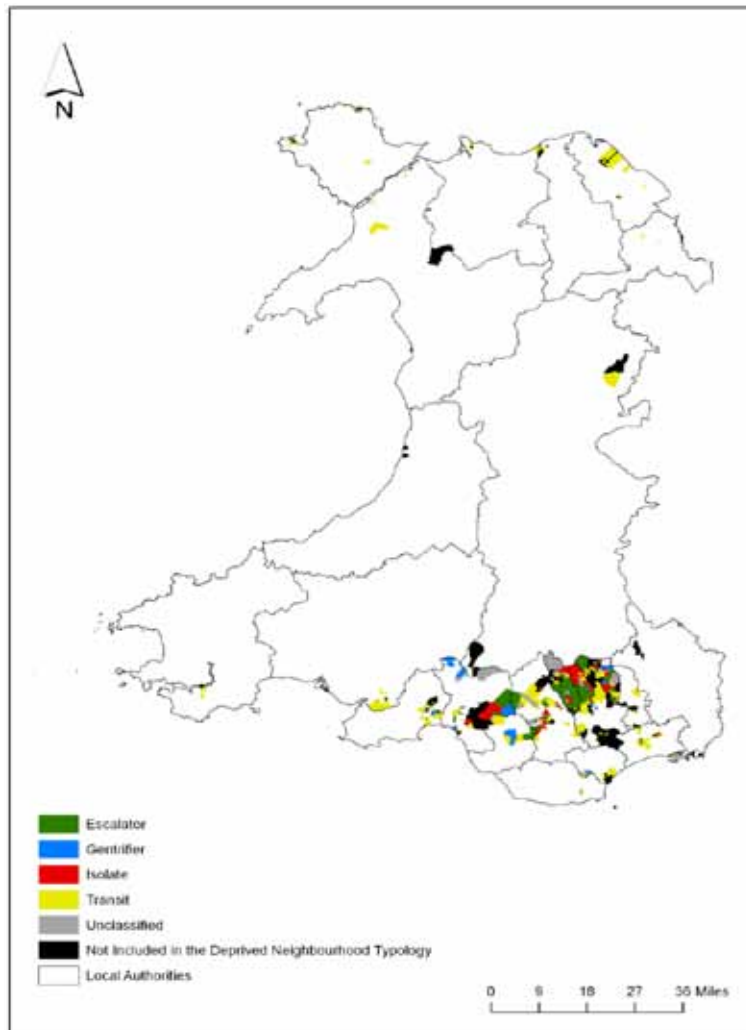 N
Escalator
Gentrifier
Isolate
Transit
Unclassified
Not Included in the Deprived Neighbourhood Typology
Local Authorities
0 9 18 27 36 Miles